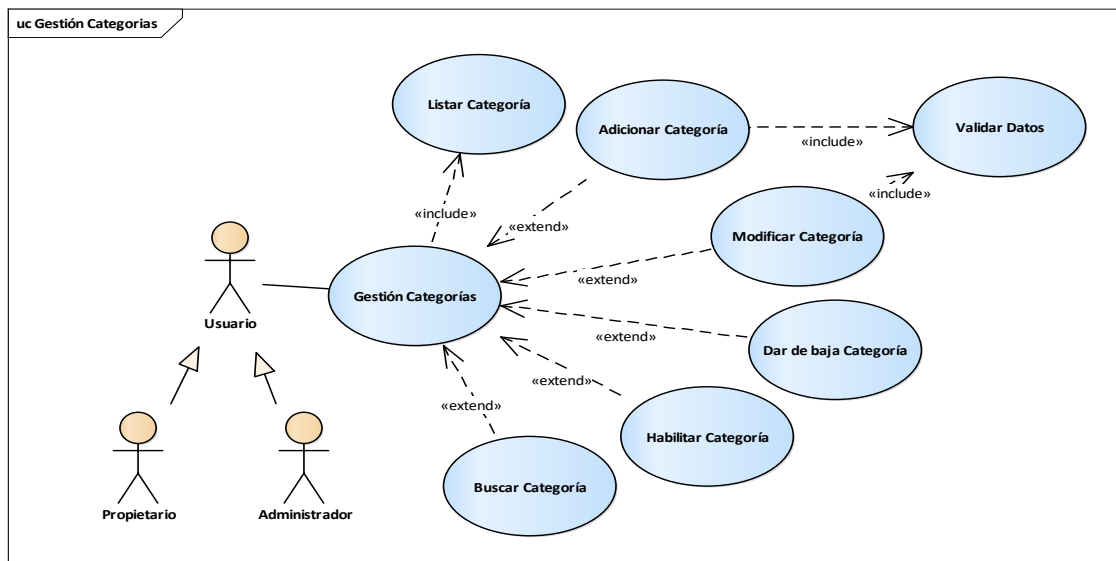 uc Gestión Categorias
Listar Categoría
Adicionar Categoría
Validar Datos
«include»
«include»
«include»
«extend»
Modificar Categoría
«extend»
Gestión Categorías
Usuario
«extend»
Dar de baja Categoría
«extend»
«extend»
Habilitar Categoría
Buscar Categoría
Propietario
Administrador